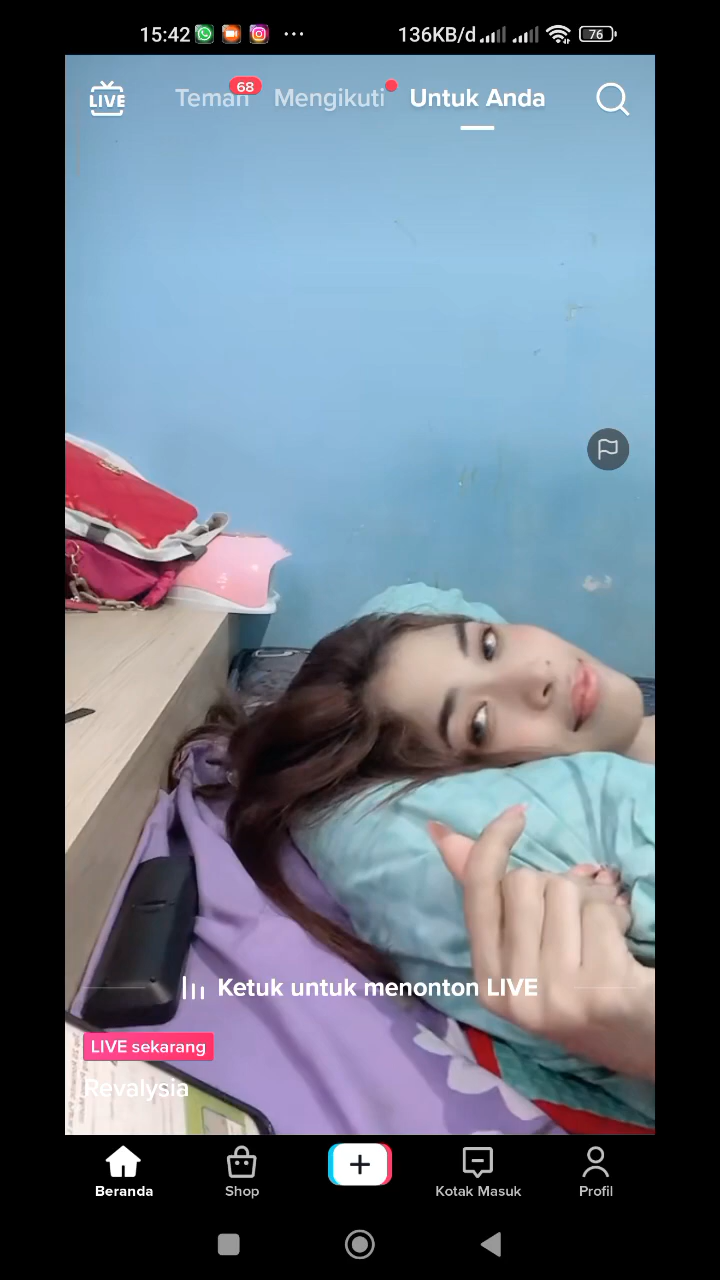 15:42
136KB/d
76
LIVE
Teman
68
Mengikuti
Untuk Anda
Ketuk untuk menonton LIVE
LIVE sekarang
Revalysia
Beranda
Shop
Kotak Masuk
Profil